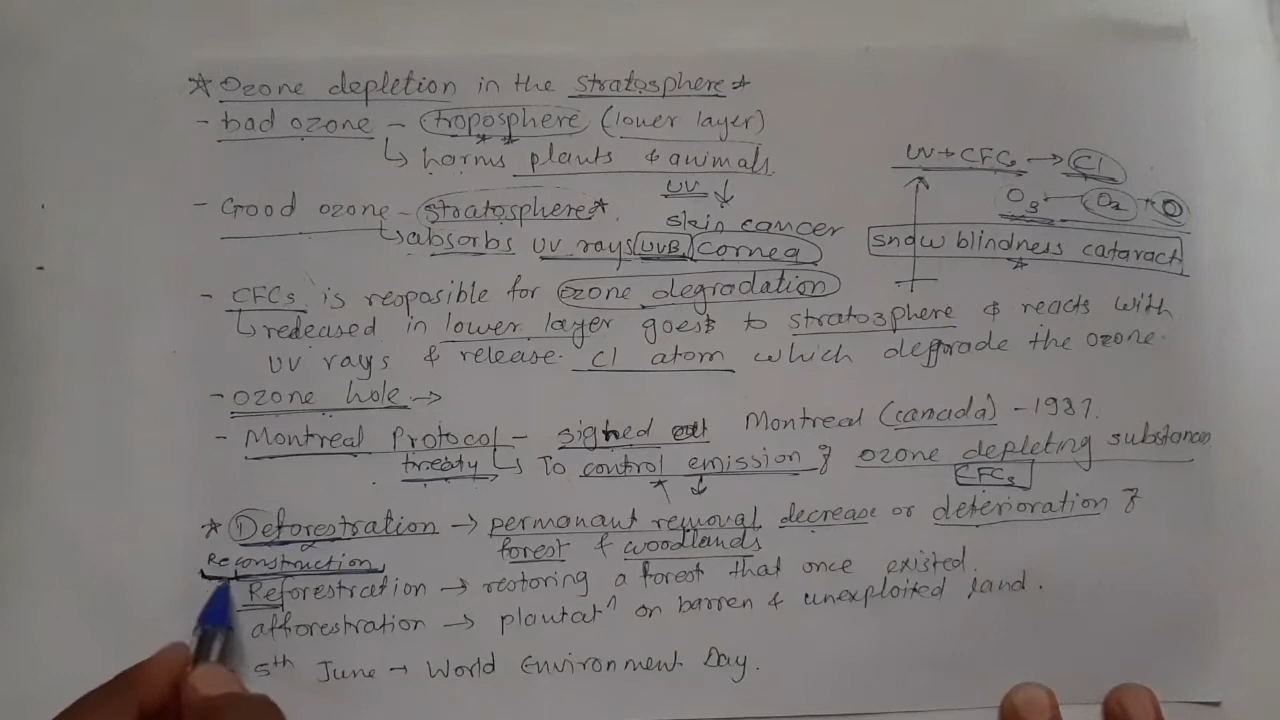 ☆ Ozone depletion in the stratosphere ☆
- bad ozone - troposphere (lower layer)
↳ harms plants & animals
UV + CFCs → Cl
UV ↓
O3 — O2 + O
- Good ozone - stratosphere☆.
skin cancer
↳absorbs UV rays UVB Cornea
snow blindness cataract
- CFCs is reoposible for ozone degradation
↳ redeased in lower layer goes to stratosphere & reacts with
UV rays & release. Cl atom which degrade the ozone.
- ozone hole. →
- Montreal Protocol - signed at Montreal (canada) - 1987.
treaty ↳ To control emission of ozone depleting substances
CFCs
☆ Deforestration → permanant removal decrease or deterioration of
forest & woodlands
Reconstruction
Reforestration → restoring a forest that once existed.
afforestration → plantatⁿ on barren & unexploited land.
5th June → World Environment Day.